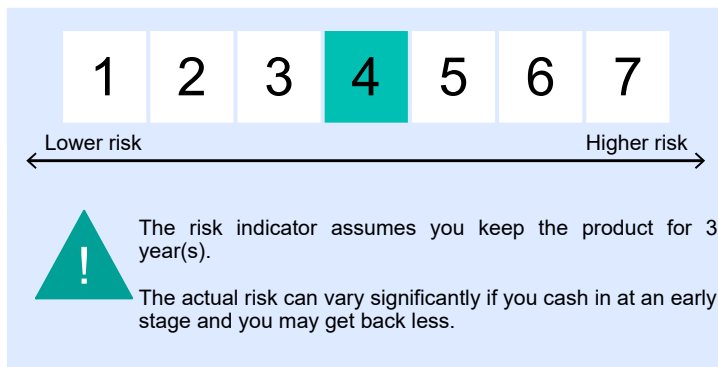 1 2 3 4 5 6 7
Lower risk Higher risk
!
The risk indicator assumes you keep the product for 3
year(s).
The actual risk can vary significantly if you cash in at an early
stage and you may get back less.